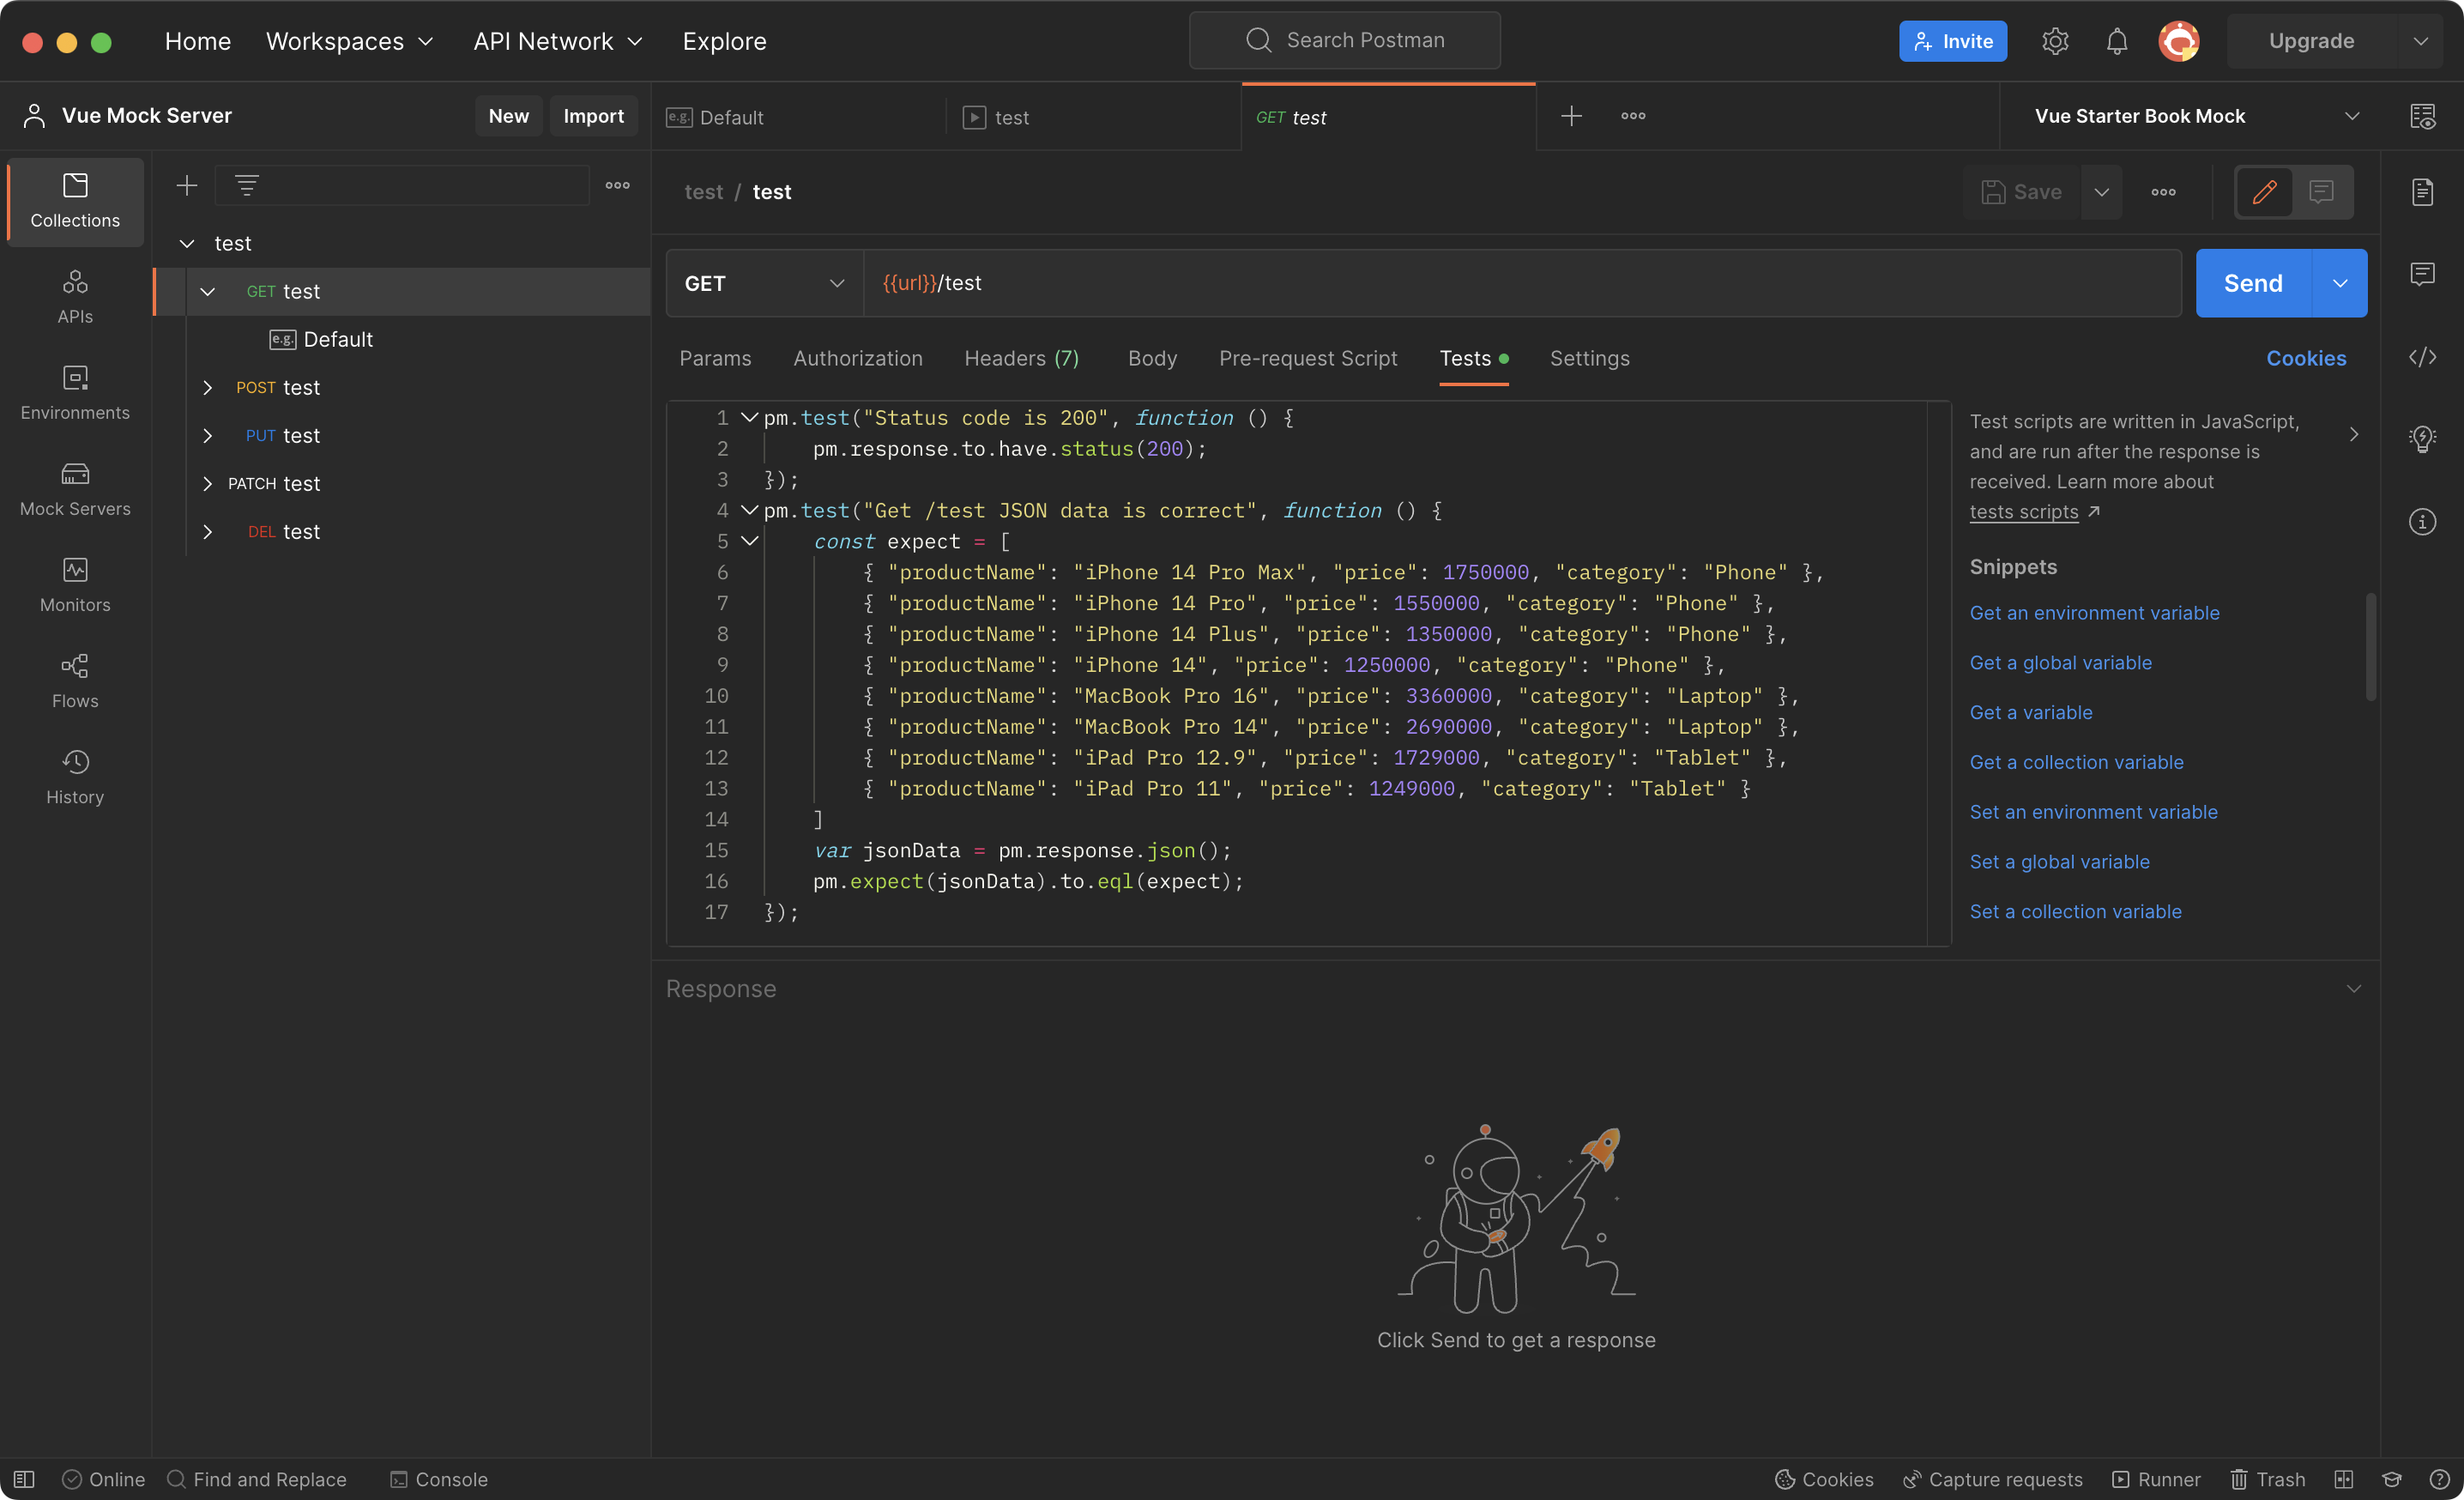 Home Workspaces API Network Explore Search Postman Invite Upgrade
Vue Mock Server New Import
e.g. Default test GET test Vue Starter Book Mock
Collections
APIs
Environments
Mock Servers
Monitors
Flows
History
test
GET test
e.g. Default
POST test
PUT test
PATCH test
DEL test
test / test Save
GET {{url}}/test Send
Params Authorization Headers (7) Body Pre-request Script Tests Settings Cookies
1 pm.test("Status code is 200", function () {
2 pm.response.to.have.status(200);
3 });
4 pm.test("Get /test JSON data is correct", function () {
5 const expect = [
6 { "productName": "iPhone 14 Pro Max", "price": 1750000, "category": "Phone" },
7 { "productName": "iPhone 14 Pro", "price": 1550000, "category": "Phone" },
8 { "productName": "iPhone 14 Plus", "price": 1350000, "category": "Phone" },
9 { "productName": "iPhone 14", "price": 1250000, "category": "Phone" },
10 { "productName": "MacBook Pro 16", "price": 3360000, "category": "Laptop" },
11 { "productName": "MacBook Pro 14", "price": 2690000, "category": "Laptop" },
12 { "productName": "iPad Pro 12.9", "price": 1729000, "category": "Tablet" },
13 { "productName": "iPad Pro 11", "price": 1249000, "category": "Tablet" }
14 ]
15 var jsonData = pm.response.json();
16 pm.expect(jsonData).to.eql(expect);
17 });
Test scripts are written in JavaScript,
and are run after the response is
received. Learn more about
tests scripts ↗
Snippets
Get an environment variable
Get a global variable
Get a variable
Get a collection variable
Set an environment variable
Set a global variable
Set a collection variable
Response
Click Send to get a response
Online Find and Replace Console Cookies Capture requests Runner Trash